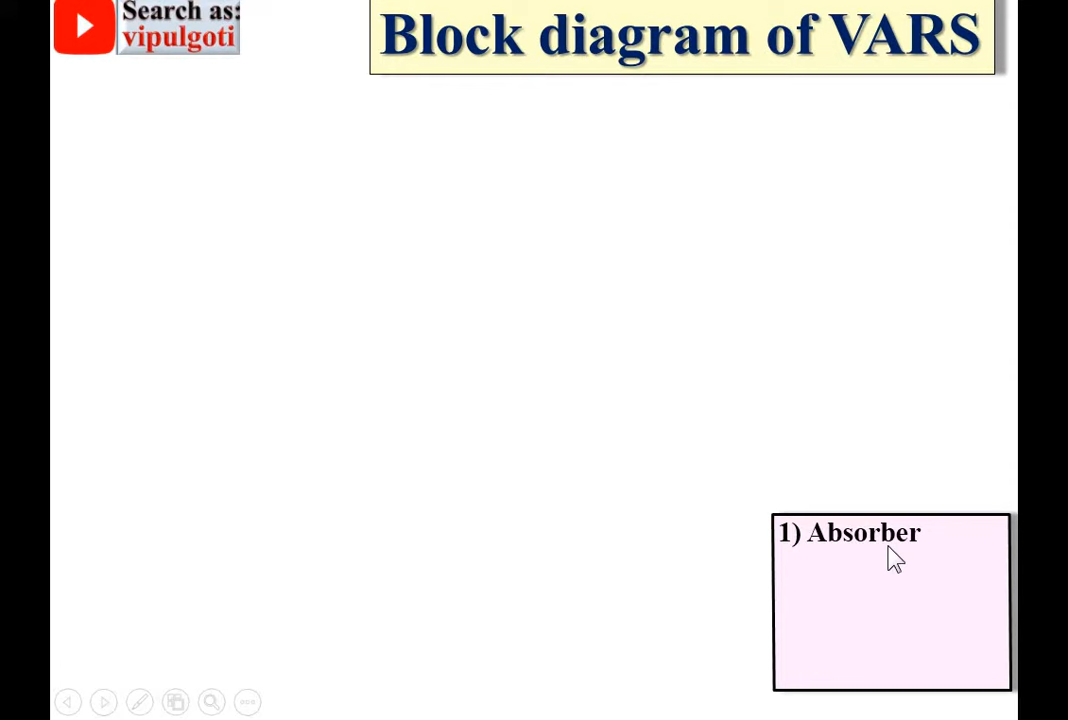 Search as:
vipulgoti
Block diagram of VARS
1) Absorber